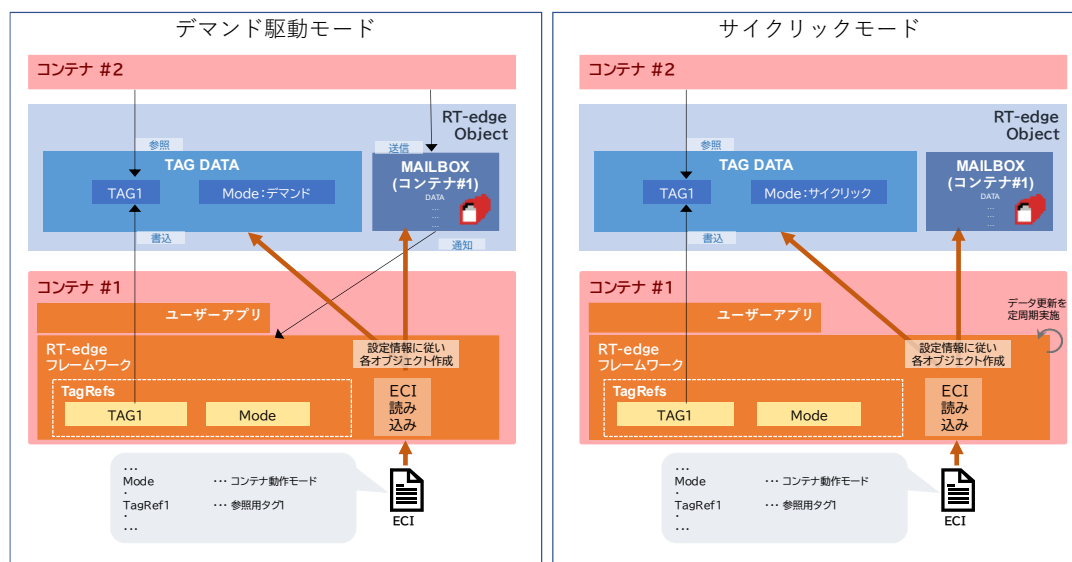 デマンド駆動モード
コンテナ #2
RT-edge
Object
参照
送信
TAG DATA
TAG1
Mode:デマンド
MAILBOX
(コンテナ#1)
DATA
...
...
...
書込
通知
コンテナ #1
ユーザーアプリ
RT-edge
フレームワーク
設定情報に従い
各オブジェクト作成
TagRefs
TAG1
Mode
ECI
読み
込み
...
Mode … コンテナ動作モード
.
TagRef1 … 参照用タグ1
.
...
ECI
サイクリックモード
コンテナ #2
RT-edge
Object
参照
TAG DATA
TAG1
Mode:サイクリック
MAILBOX
(コンテナ#1)
DATA
...
...
...
書込
コンテナ #1
データ更新を
定周期実施
ユーザーアプリ
RT-edge
フレームワーク
設定情報に従い
各オブジェクト作成
TagRefs
TAG1
Mode
ECI
読み
込み
...
Mode … コンテナ動作モード
.
TagRef1 … 参照用タグ1
.
...
ECI